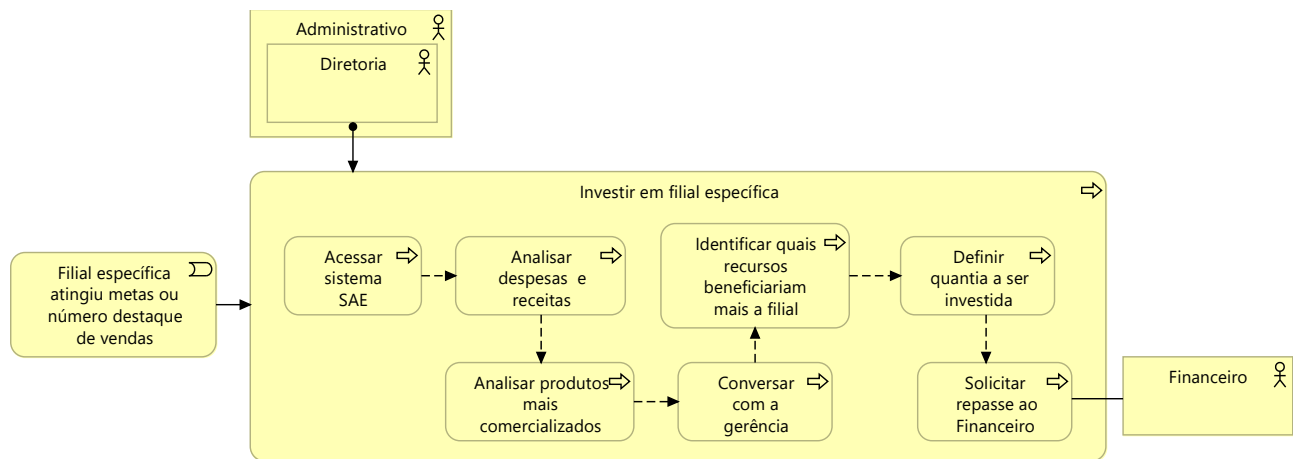 Administrativo
Diretoria
Investir em filial específica
Filial específica
atingiu metas ou
número destaque
de vendas
Acessar
sistema
SAE
Analisar
despesas e
receitas
Analisar produtos
mais
comercializados
Conversar
com a
gerência
Identificar quais
recursos
beneficiariam
mais a filial
Definir
quantia a ser
investida
Solicitar
repasse ao
Financeiro
Financeiro